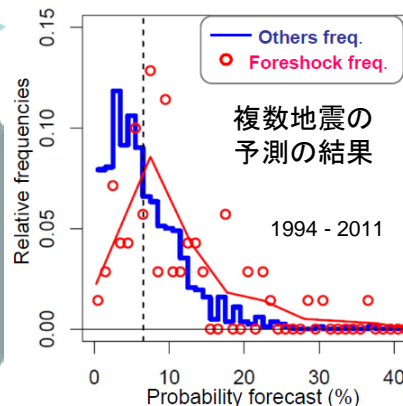 Others freq.
Foreshock freq.
複数地震の
予測の結果
1994 - 2011
Relative frequencies
0.15
0.10
0.05
0.00
0
10
20
30
40
Probability forecast (%)